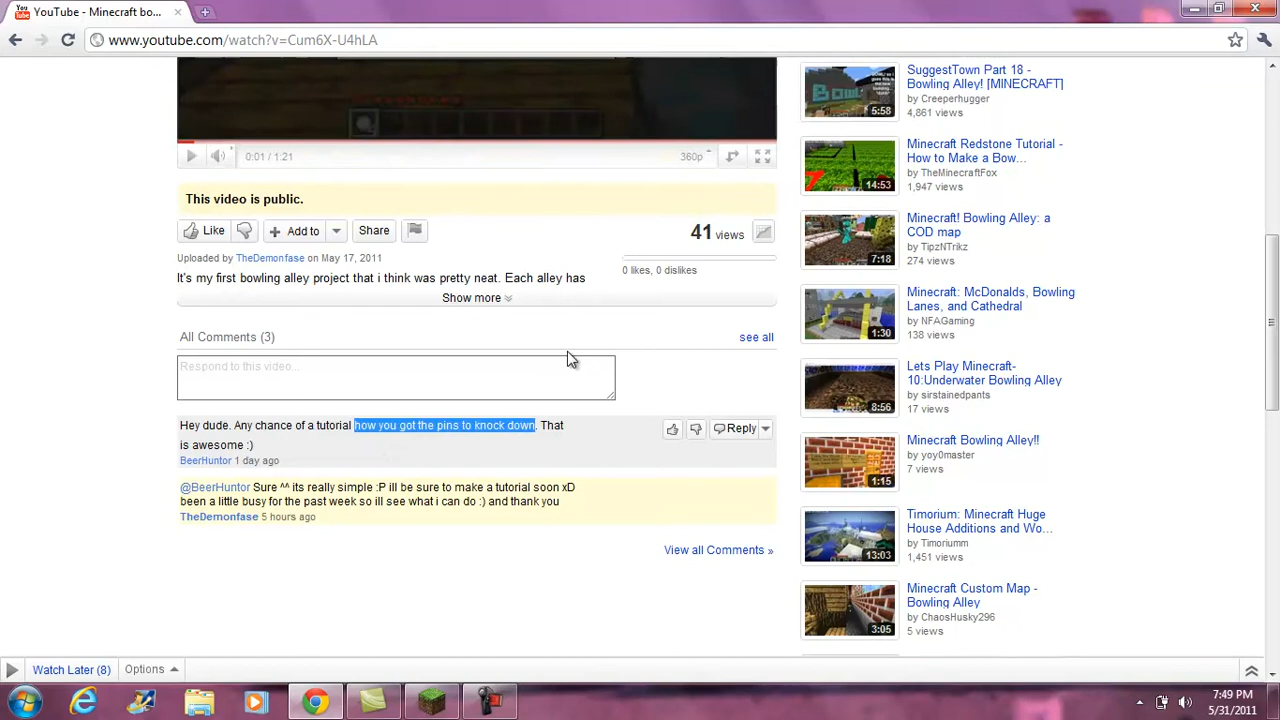 YouTube - Minecraft bo...
www.youtube.com/watch?v=Cum6X-U4hLA
0:01 / 2:21
360p
This video is public.
Like
Add to
Share
41 views
Uploaded by TheDemonfase on May 17, 2011
0 likes, 0 dislikes
It's my first bowling alley project that i think was pretty neat. Each alley has
Show more
All Comments (3)
see all
Respond to this video...
Hey dude. Any chance of a tutorial how you got the pins to knock down. That
is awesome :)
BeerHuntor 1 day ago
Reply
@BeerHuntor Sure ^^ its really simple :P ill be sure to make a tutorial soon xD
been a little busy for the past week so ill see what i can do :) and thank you
TheDemonfase 5 hours ago
View all Comments »
SuggestTown Part 18 -
Bowling Alley! [MINECRAFT]
by Creeperhugger
4,861 views
5:58
Minecraft Redstone Tutorial -
How to Make a Bow...
by TheMinecraftFox
1,947 views
14:53
Minecraft! Bowling Alley: a
COD map
by TipzNTrikz
274 views
7:18
Minecraft: McDonalds, Bowling
Lanes, and Cathedral
by NFAGaming
138 views
1:30
Lets Play Minecraft-
10:Underwater Bowling Alley
by sirstainedpants
17 views
8:56
Minecraft Bowling Alley!!
by yoy0master
7 views
1:15
Timorium: Minecraft Huge
House Additions and Wo...
by Timoriumm
1,451 views
13:03
Minecraft Custom Map -
Bowling Alley
by ChaosHusky296
5 views
3:05
Watch Later (8)
Options
7:49 PM
5/31/2011